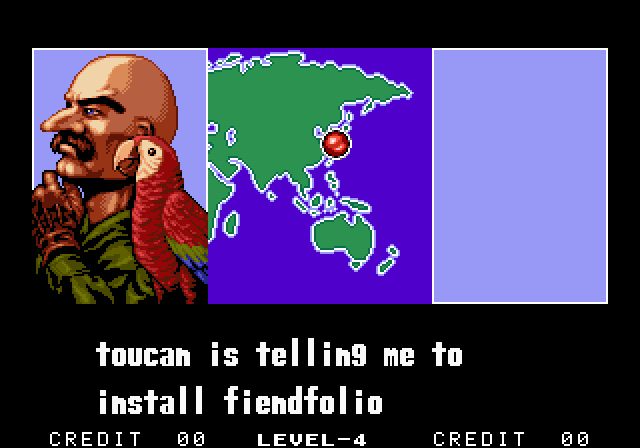 toucan is telling me to
install fiendfolio
CREDIT 00 LEVEL-4 CREDIT 00